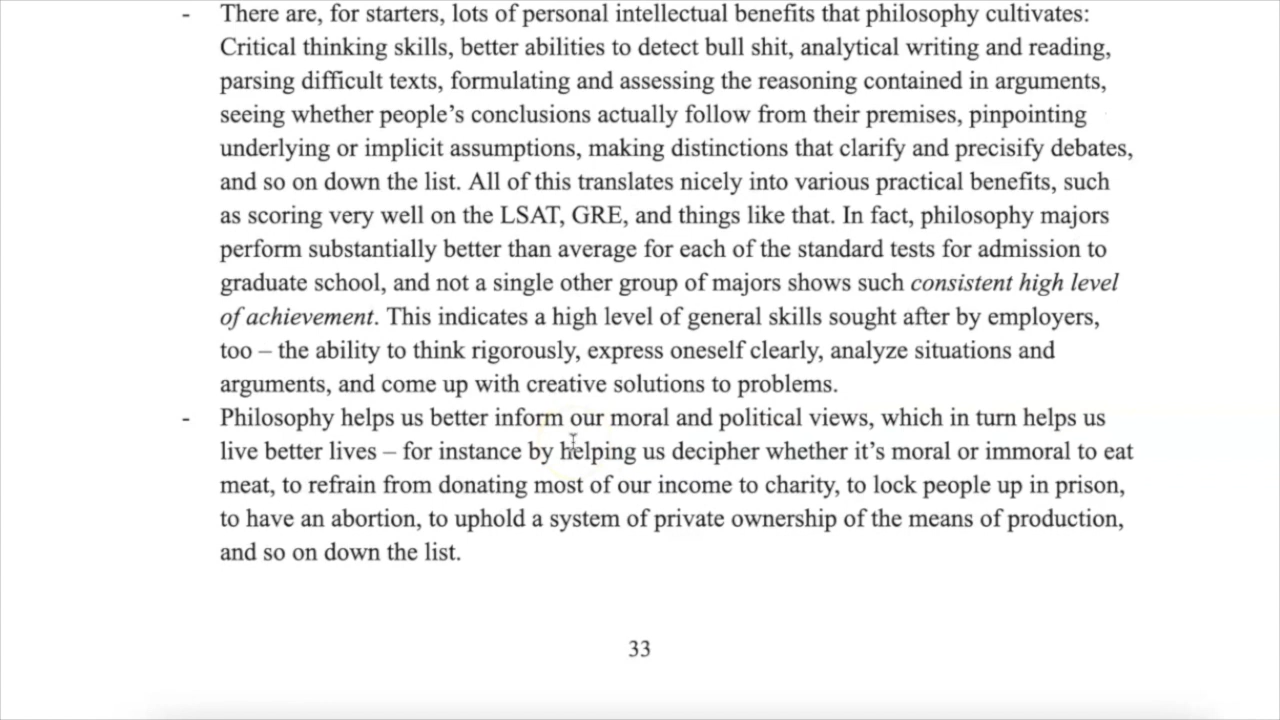 - There are, for starters, lots of personal intellectual benefits that philosophy cultivates:
Critical thinking skills, better abilities to detect bull shit, analytical writing and reading,
parsing difficult texts, formulating and assessing the reasoning contained in arguments,
seeing whether people’s conclusions actually follow from their premises, pinpointing
underlying or implicit assumptions, making distinctions that clarify and precisify debates,
and so on down the list. All of this translates nicely into various practical benefits, such
as scoring very well on the LSAT, GRE, and things like that. In fact, philosophy majors
perform substantially better than average for each of the standard tests for admission to
graduate school, and not a single other group of majors shows such consistent high level
of achievement. This indicates a high level of general skills sought after by employers,
too – the ability to think rigorously, express oneself clearly, analyze situations and
arguments, and come up with creative solutions to problems.
- Philosophy helps us better inform our moral and political views, which in turn helps us
live better lives – for instance by helping us decipher whether it’s moral or immoral to eat
meat, to refrain from donating most of our income to charity, to lock people up in prison,
to have an abortion, to uphold a system of private ownership of the means of production,
and so on down the list.
33